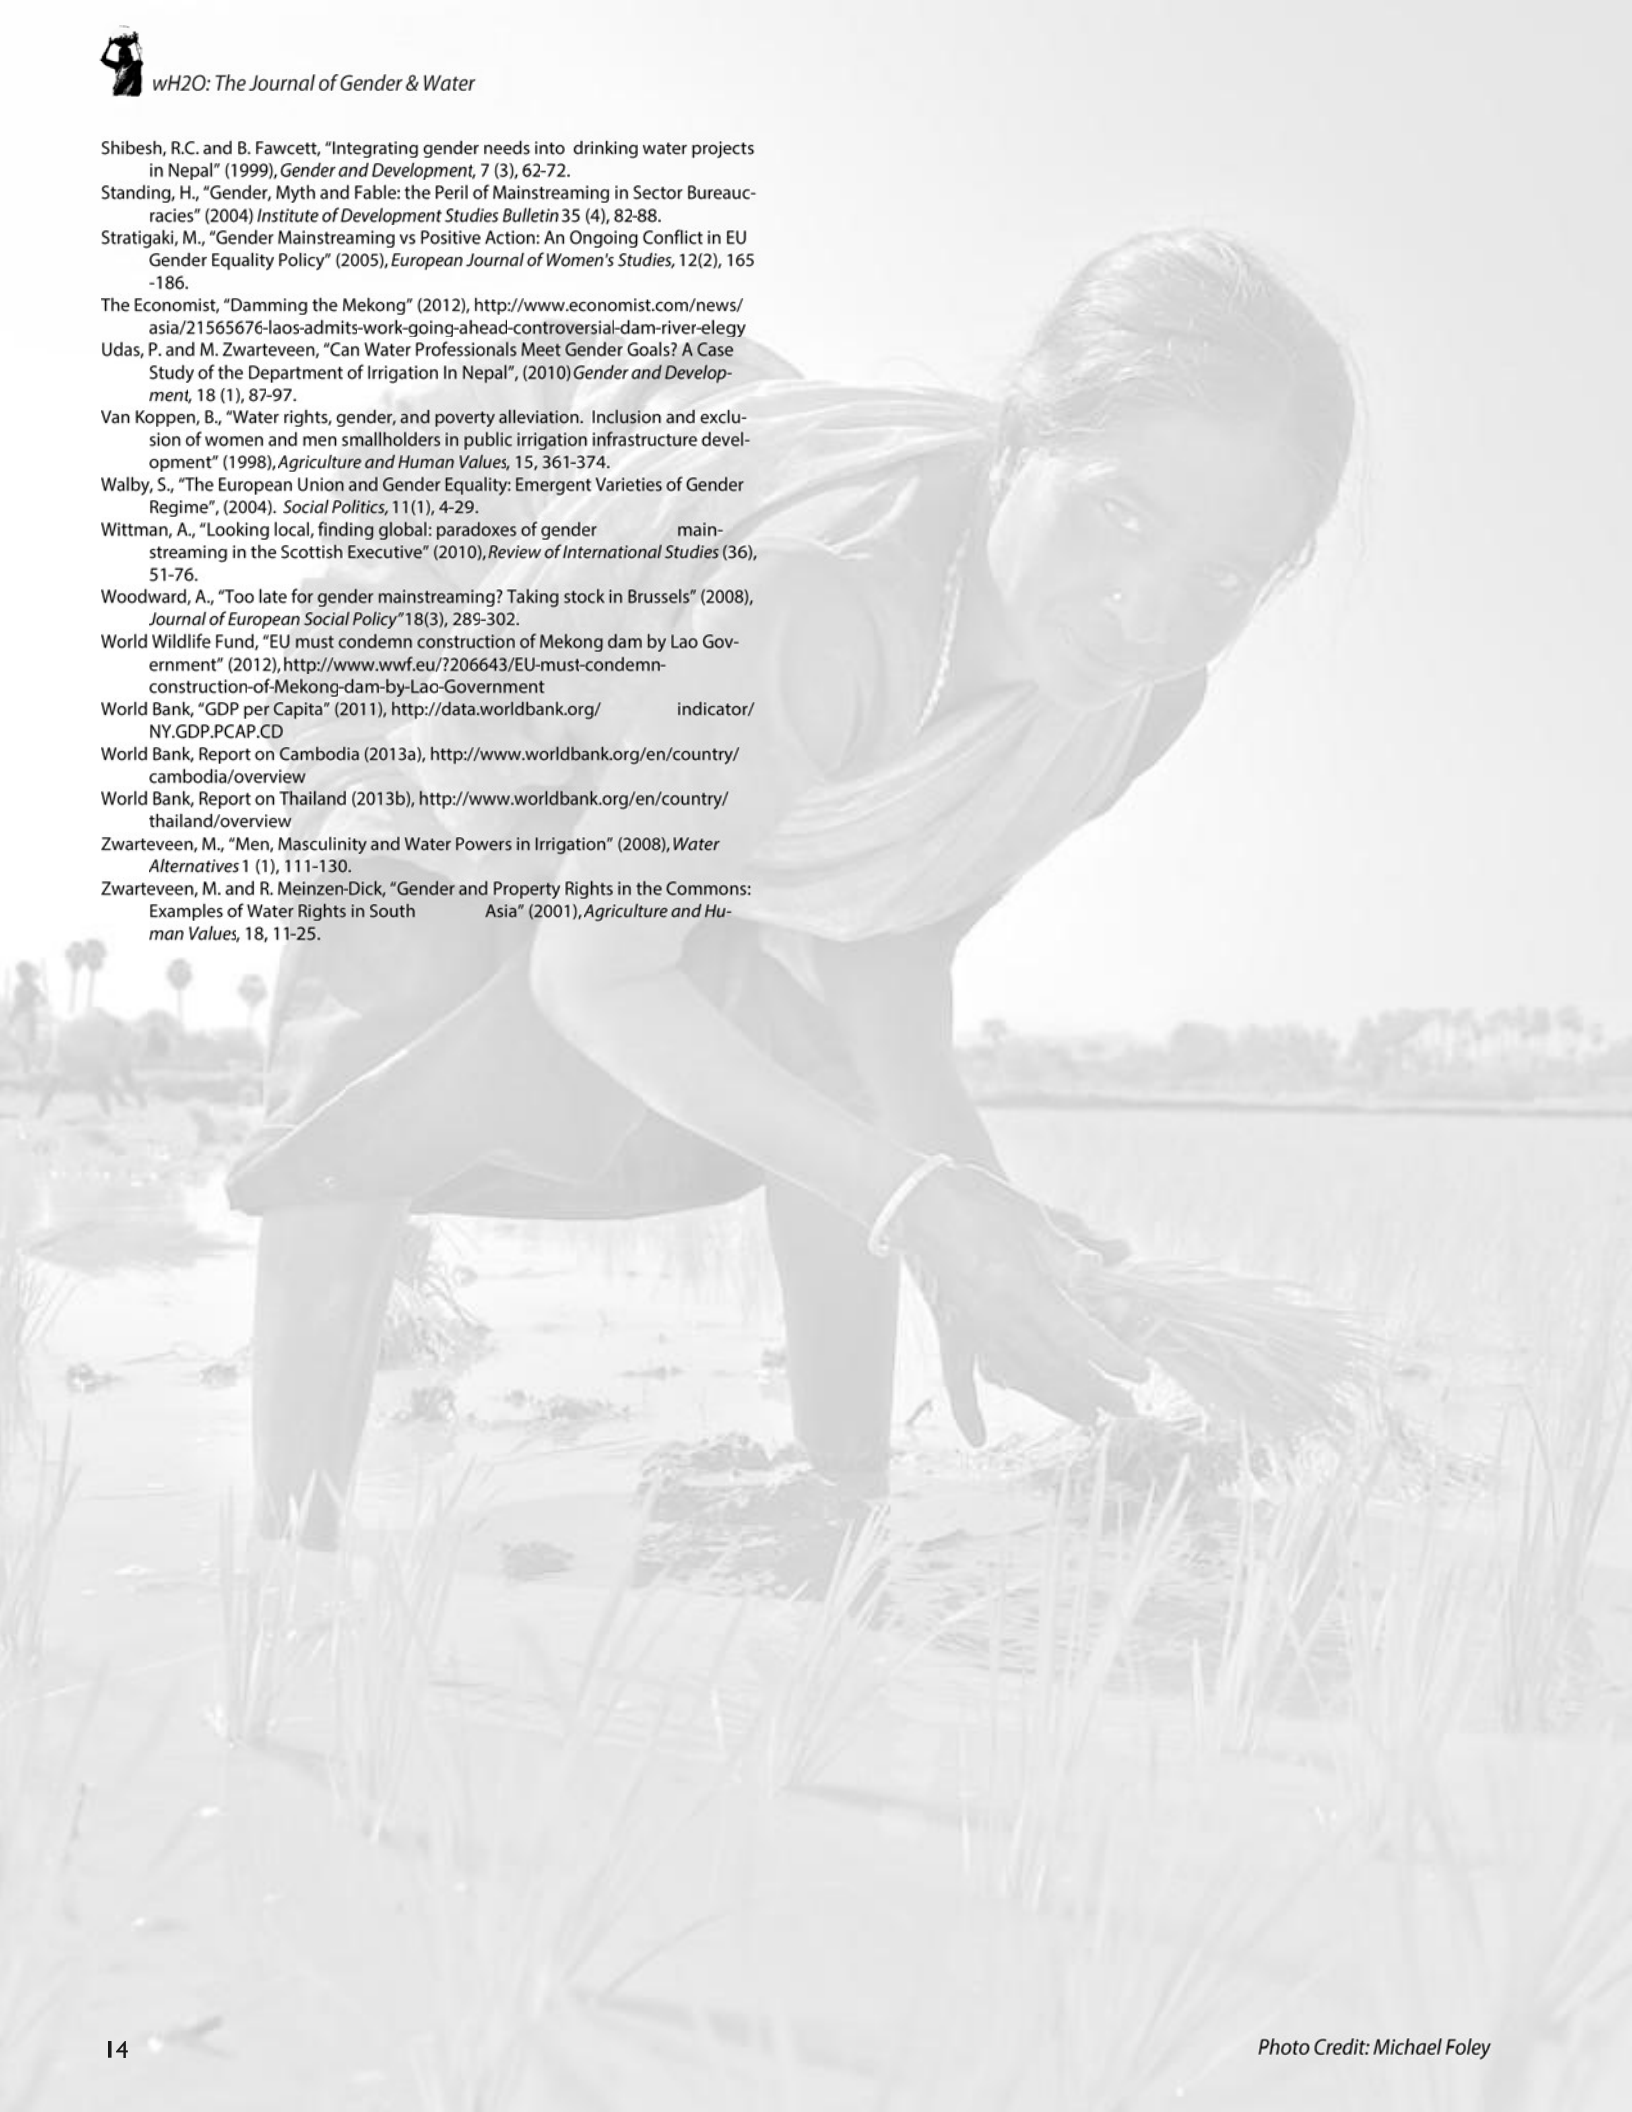 wH2O: The Journal of Gender & Water
Shibesh, R.C. and B. Fawcett, “Integrating gender needs into drinking water projects
in Nepal” (1999), Gender and Development, 7 (3), 62-72.
Standing, H., “Gender, Myth and Fable: the Peril of Mainstreaming in Sector Bureauc-
racies” (2004) Institute of Development Studies Bulletin 35 (4), 82-88.
Stratigaki, M., “Gender Mainstreaming vs Positive Action: An Ongoing Conflict in EU
Gender Equality Policy” (2005), European Journal of Women's Studies, 12(2), 165
-186.
The Economist, “Damming the Mekong” (2012), http://www.economist.com/news/
asia/21565676-laos-admits-work-going-ahead-controversial-dam-river-elegy
Udas, P. and M. Zwarteveen, “Can Water Professionals Meet Gender Goals? A Case
Study of the Department of Irrigation In Nepal”, (2010) Gender and Develop-
ment, 18 (1), 87-97.
Van Koppen, B., “Water rights, gender, and poverty alleviation. Inclusion and exclu-
sion of women and men smallholders in public irrigation infrastructure devel-
opment” (1998), Agriculture and Human Values, 15, 361-374.
Walby, S., “The European Union and Gender Equality: Emergent Varieties of Gender
Regime”, (2004). Social Politics, 11(1), 4-29.
Wittman, A., “Looking local, finding global: paradoxes of gender main-
streaming in the Scottish Executive” (2010), Review of International Studies (36),
51-76.
Woodward, A., “Too late for gender mainstreaming? Taking stock in Brussels” (2008),
Journal of European Social Policy” 18(3), 289-302.
World Wildlife Fund, “EU must condemn construction of Mekong dam by Lao Gov-
ernment” (2012), http://www.wwf.eu/?206643/EU-must-condemn-
construction-of-Mekong-dam-by-Lao-Government
World Bank, “GDP per Capita” (2011), http://data.worldbank.org/ indicator/
NY.GDP.PCAP.CD
World Bank, Report on Cambodia (2013a), http://www.worldbank.org/en/country/
cambodia/overview
World Bank, Report on Thailand (2013b), http://www.worldbank.org/en/country/
thailand/overview
Zwarteveen, M., “Men, Masculinity and Water Powers in Irrigation” (2008), Water
Alternatives 1 (1), 111-130.
Zwarteveen, M. and R. Meinzen-Dick, “Gender and Property Rights in the Commons:
Examples of Water Rights in South Asia” (2001), Agriculture and Hu-
man Values, 18, 11-25.
14
Photo Credit: Michael Foley